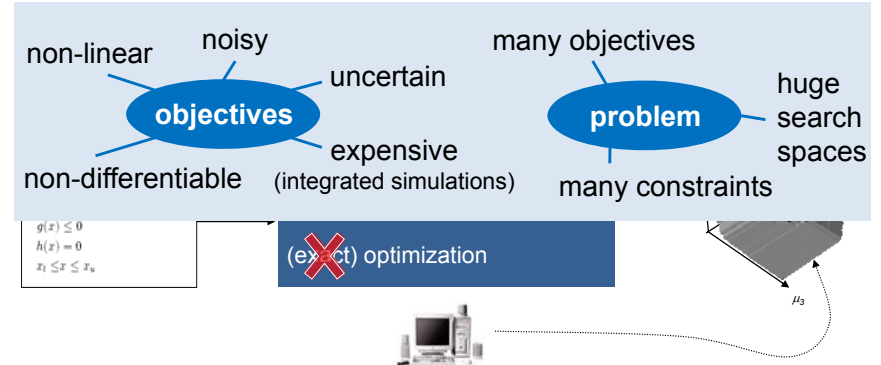 noisy
non-linear
uncertain
objectives
expensive
(integrated simulations)
non-differentiable
many objectives
huge
search
spaces
problem
many constraints
g(x) ≤ 0
h(x) = 0
x_l ≤ x ≤ x_u
(exact) optimization
μ₃